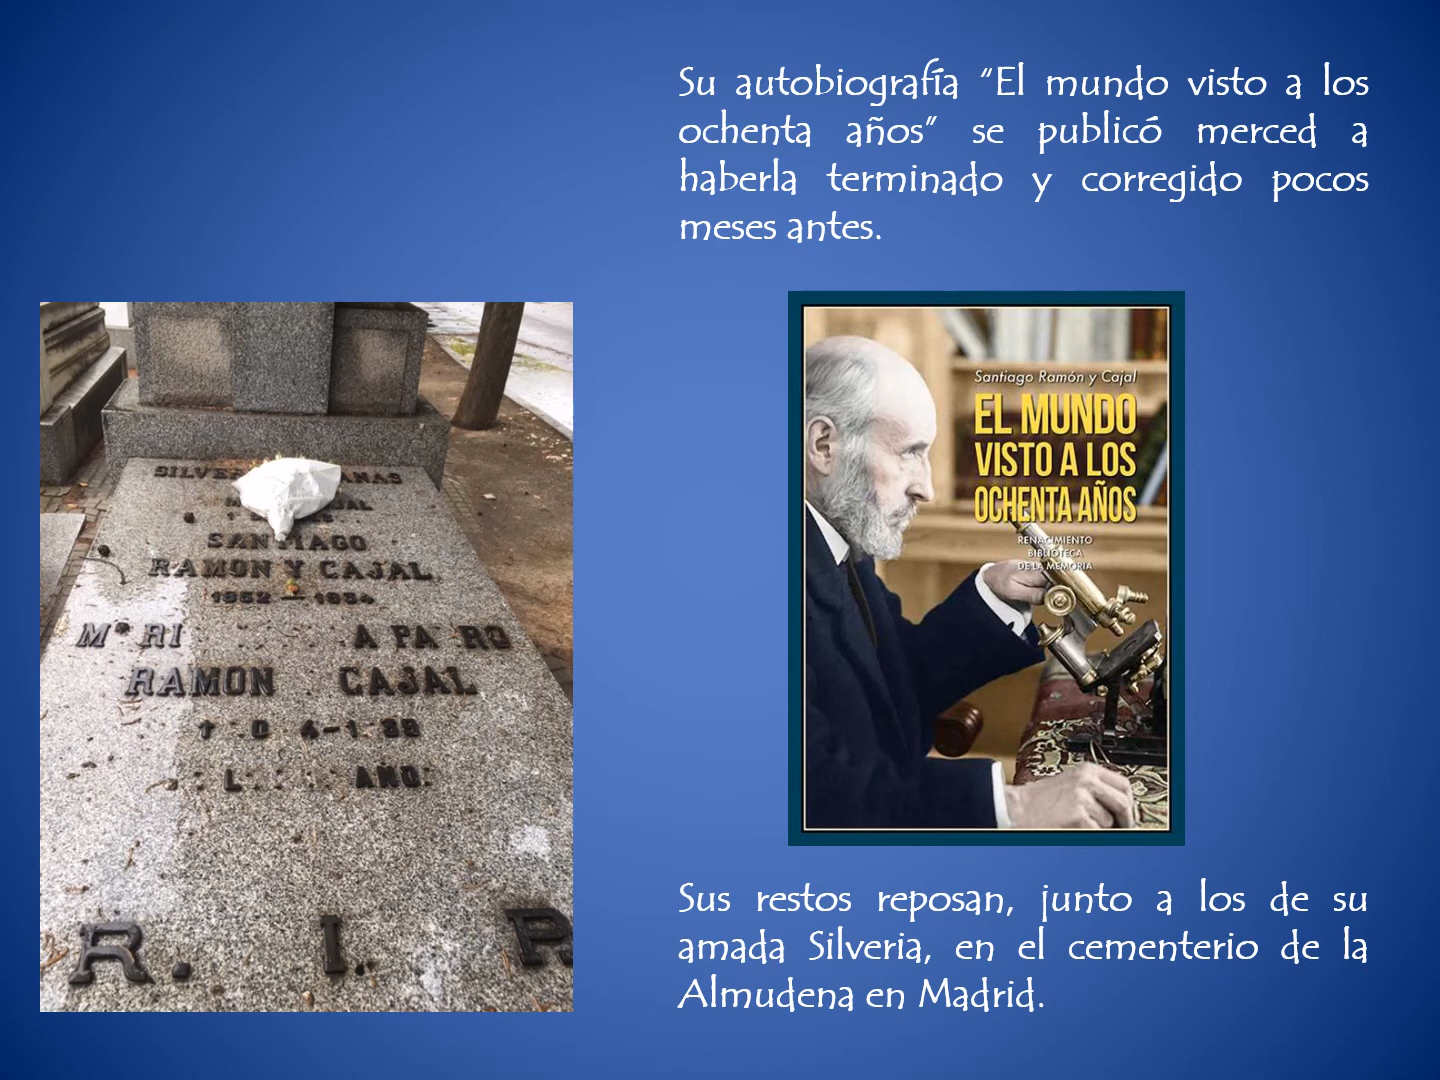 Su autobiografía “El mundo visto a los
ochenta años” se publicó merced a
haberla terminado y corregido pocos
meses antes.
SANTIAGO
RAMON Y CAJAL
RAMON CAJAL
R. I. P
Santiago Ramón y Cajal
EL MUNDO
VISTO A LOS
OCHENTA AÑOS
RENACIMIENTO
BIBLIOTECA
DE LA MEMORIA
Sus restos reposan, junto a los de su
amada Silveria, en el cementerio de la
Almudena en Madrid.